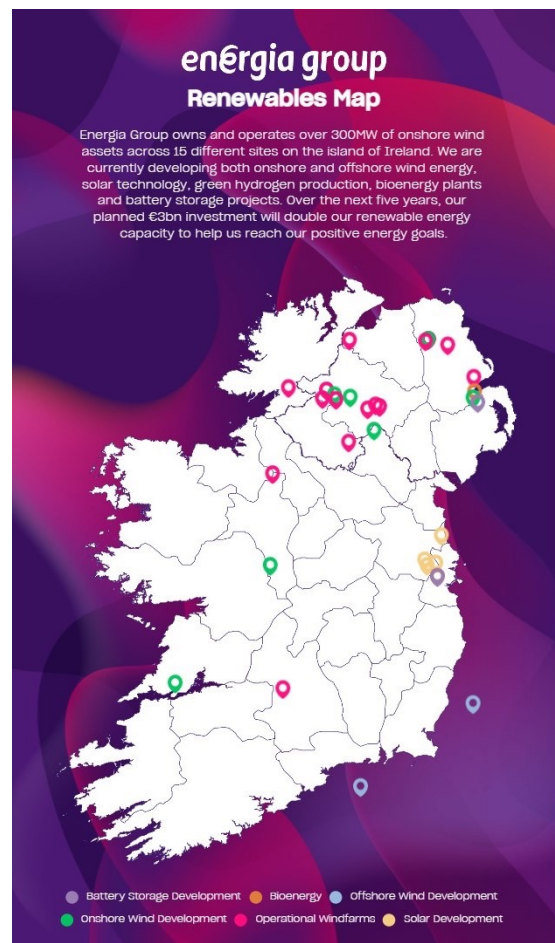 energia group
Renewables Map
Energia Group owns and operates over 300MW of onshore wind
assets across 15 different sites on the island of Ireland. We are
currently developing both onshore and offshore wind energy,
solar technology, green hydrogen production, bioenergy plants
and battery storage projects. Over the next five years, our
planned €3bn investment will double our renewable energy
capacity to help us reach our positive energy goals.
Battery Storage Development Bioenergy Offshore Wind Development
Onshore Wind Development Operational Windfarms Solar Development